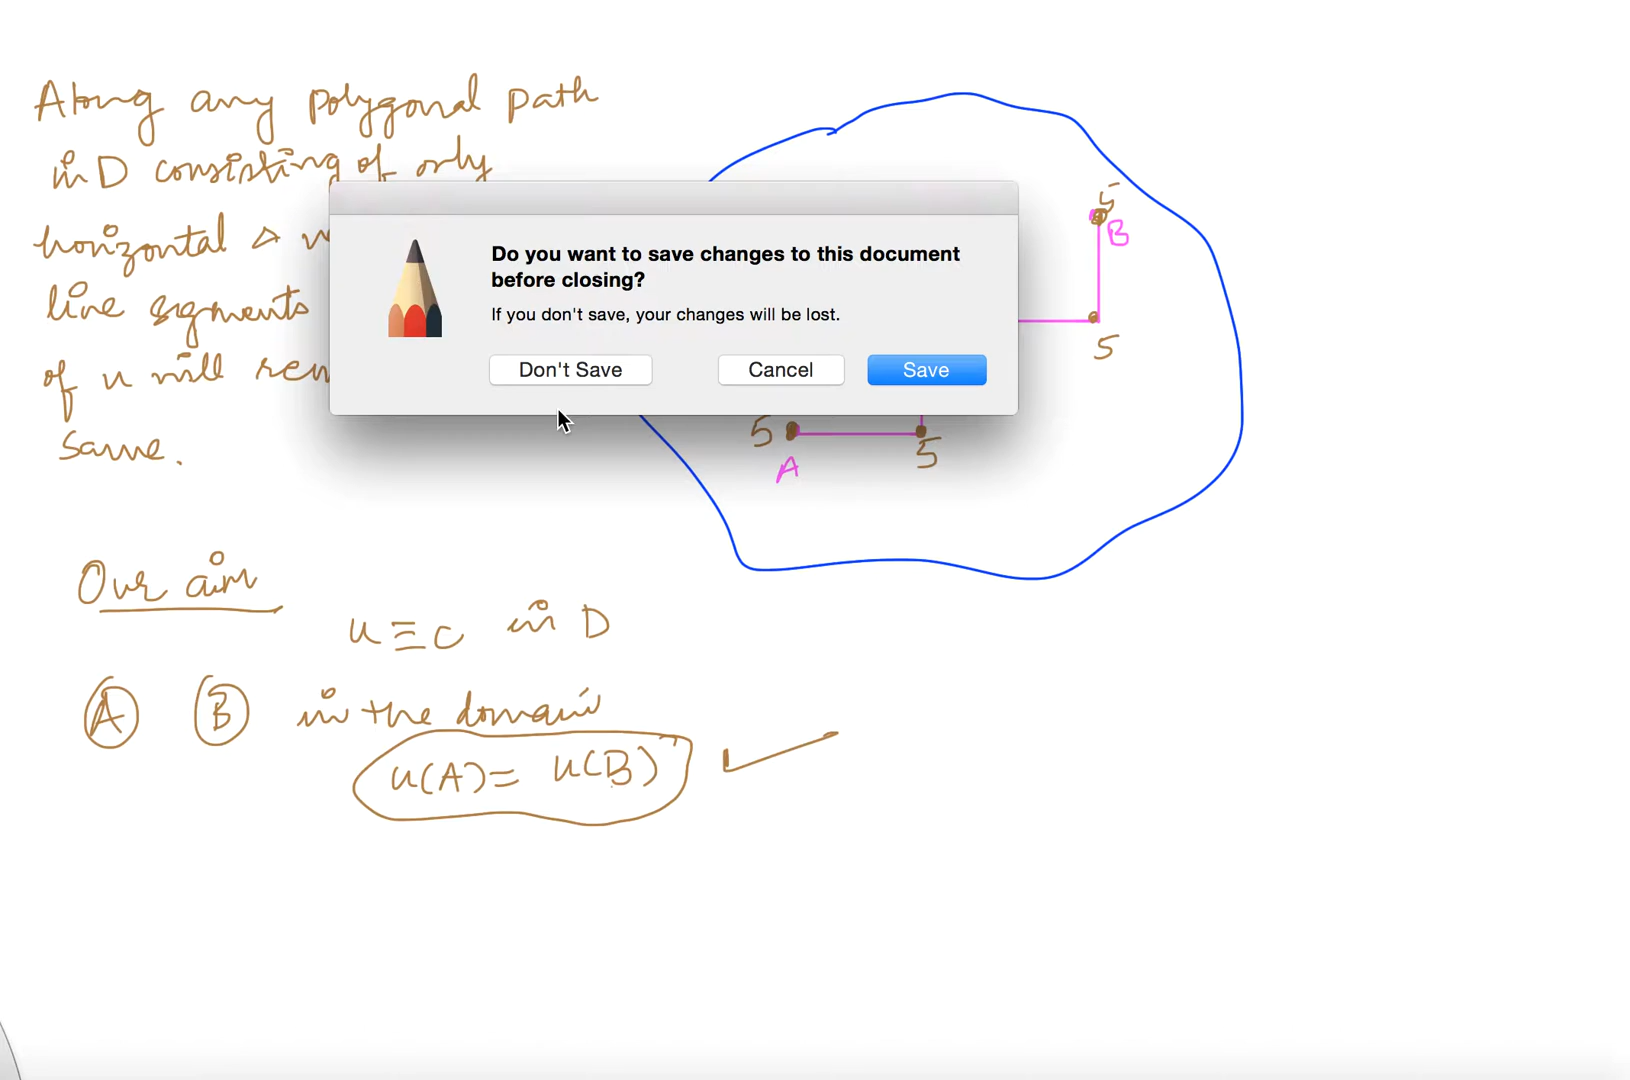 Along any polygonal path
in D consisting of only
horizontal
line segments
of u will
same.
Do you want to save changes to this document
before closing?
If you don't save, your changes will be lost.
Don't Save Cancel Save
5
B
5
5
5
A
Our aim
u ≡ c in D
A B in the domain
u(A) = u(B)